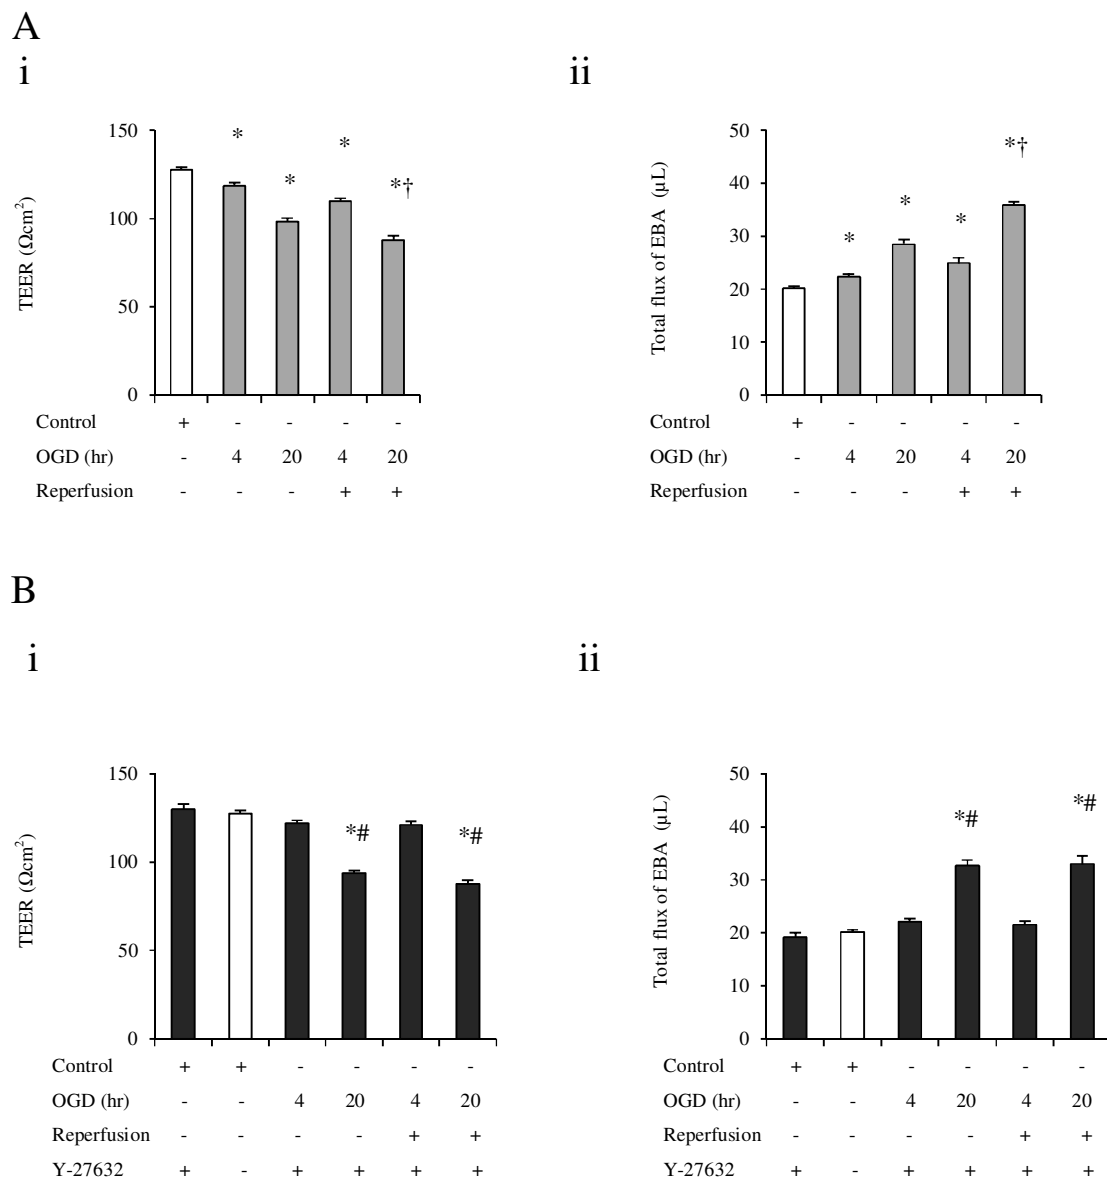 A
i
ii
TEER (Ωcm²)
150
100
50
0
*
*
*
*†
Control + - - - -
OGD (hr) - 4 20 4 20
Reperfusion - - - + +
Total flux of EBA (µL)
50
40
30
20
10
0
*
*
*
*†
Control + - - - -
OGD (hr) - 4 20 4 20
Reperfusion - - - + +
B
i
ii
TEER (Ωcm²)
150
100
50
0
*#
*#
Control + + - - - -
OGD (hr) - - 4 20 4 20
Reperfusion - - - - + +
Y-27632 + - + + + +
Total flux of EBA (µL)
50
40
30
20
10
0
*#
*#
Control + + - - - -
OGD (hr) - - 4 20 4 20
Reperfusion - - - - + +
Y-27632 + - + + + +